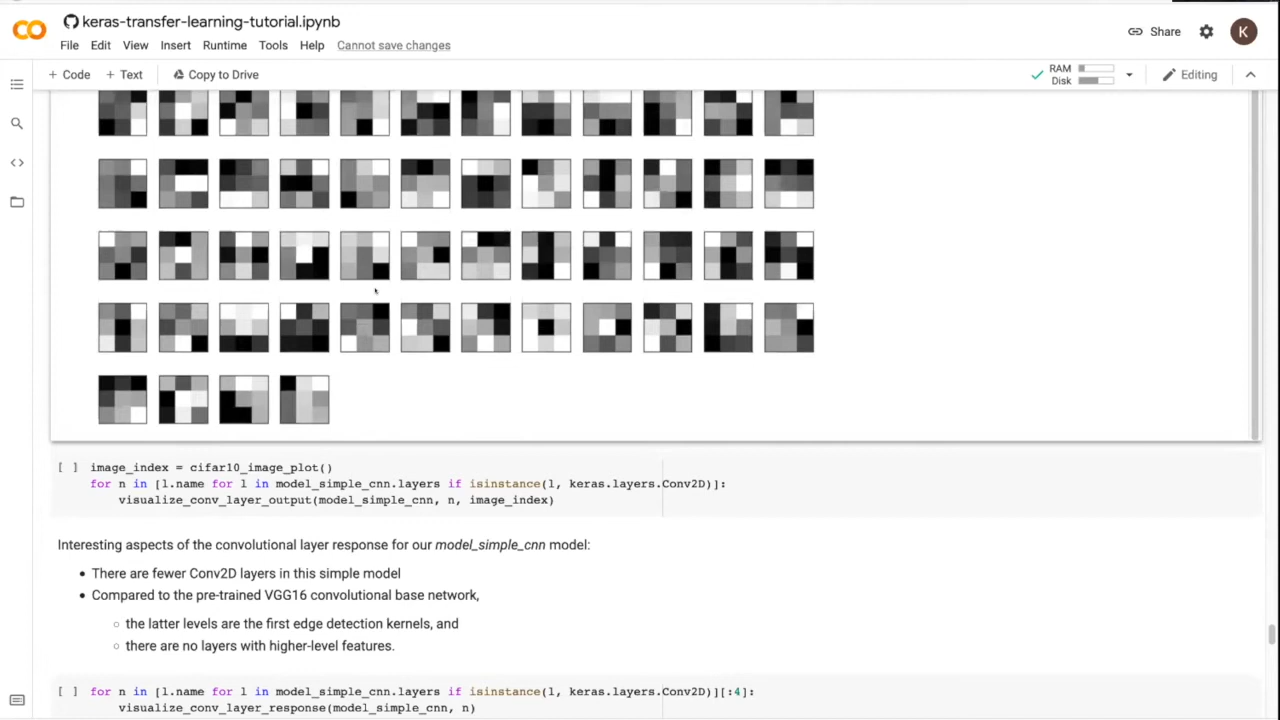 keras-transfer-learning-tutorial.ipynb
File Edit View Insert Runtime Tools Help Cannot save changes
Share
K
+ Code + Text Copy to Drive
RAM
Disk
Editing
[ ] image_index = cifar10_image_plot()
for n in [l.name for l in model_simple_cnn.layers if isinstance(l, keras.layers.Conv2D)]:
visualize_conv_layer_output(model_simple_cnn, n, image_index)
Interesting aspects of the convolutional layer response for our model_simple_cnn model:
• There are fewer Conv2D layers in this simple model
• Compared to the pre-trained VGG16 convolutional base network,
○ the latter levels are the first edge detection kernels, and
○ there are no layers with higher-level features.
[ ] for n in [l.name for l in model_simple_cnn.layers if isinstance(l, keras.layers.Conv2D)][:4]:
visualize_conv_layer_response(model_simple_cnn, n)